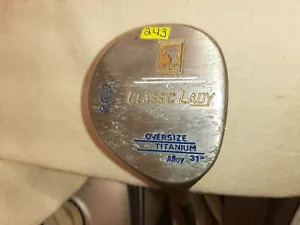 243
CLASSIC LADY
OVERSIZE
TITANIUM
Alloy 31°